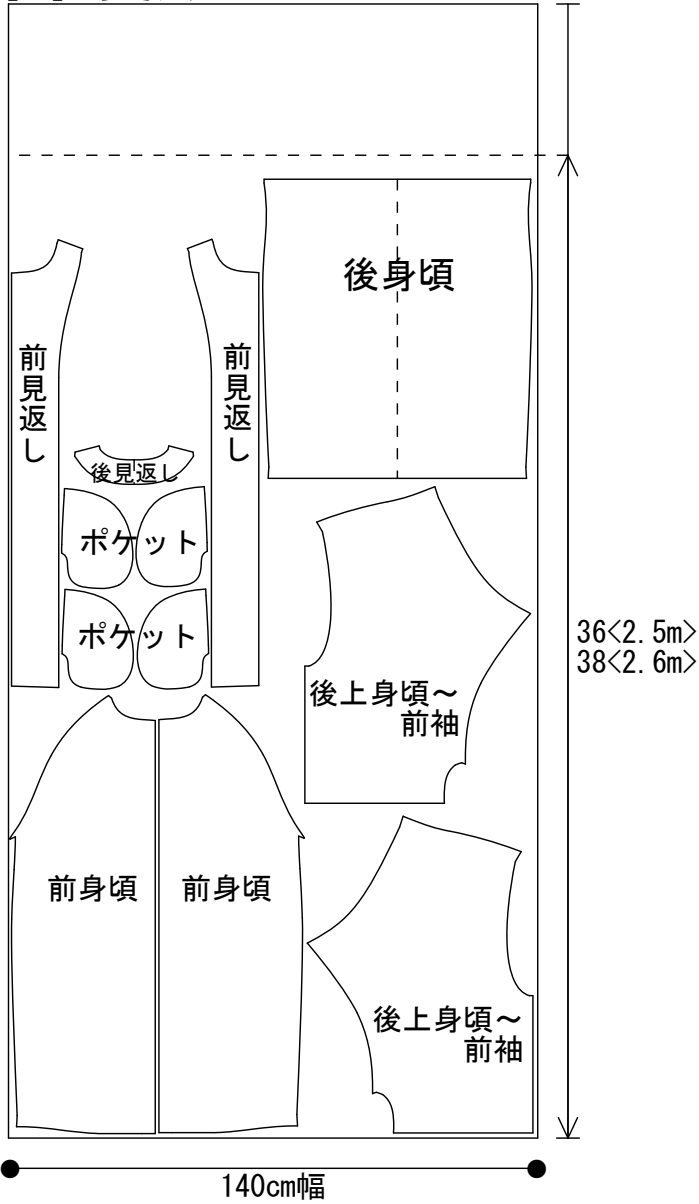 後身頃
前見返し
前見返し
後見返し
ポケット
ポケット
36<2.5m>
38<2.6m>
後上身頃～
前袖
前身頃
前身頃
後上身頃～
前袖
140cm幅